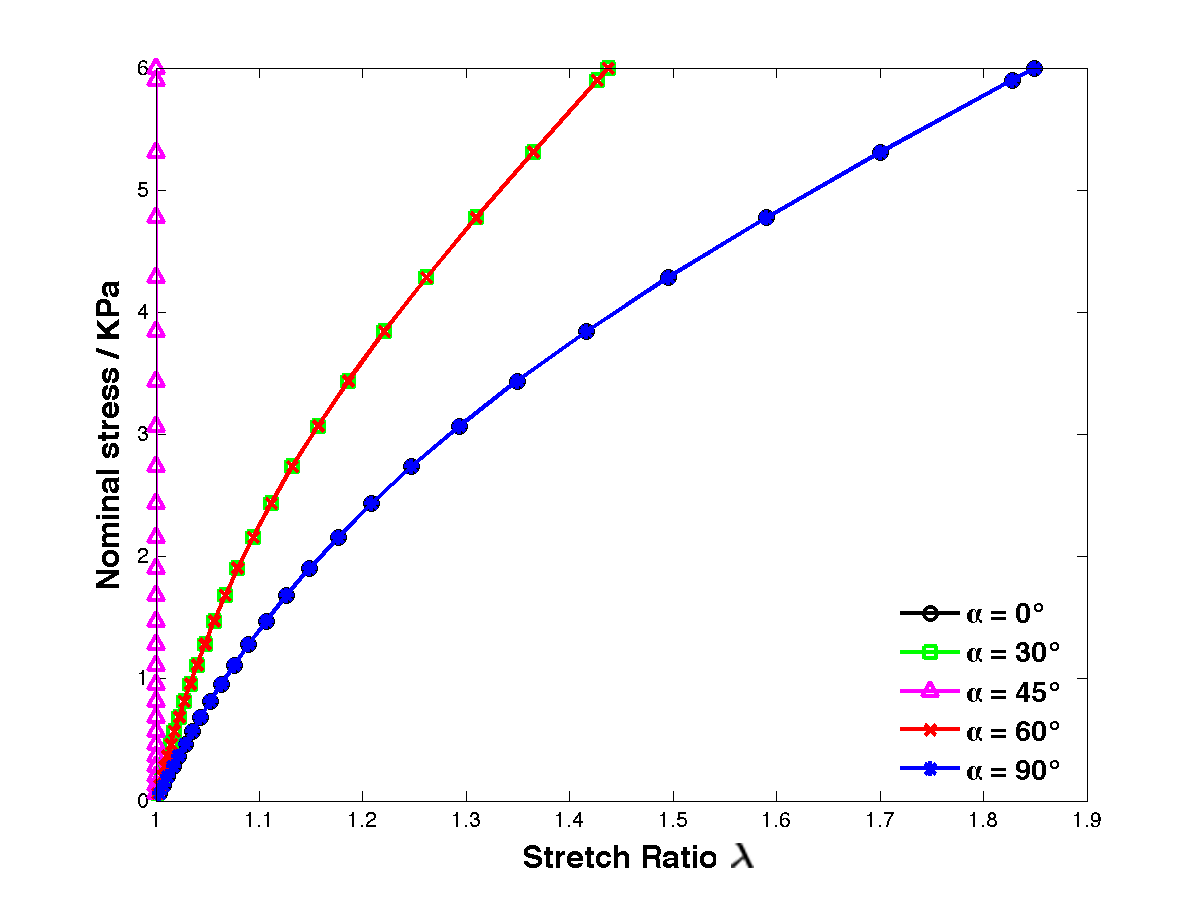 6
5
4
3
2
1
0
1 1.1 1.2 1.3 1.4 1.5 1.6 1.7 1.8 1.9
Nominal stress / KPa
Stretch Ratio λ
α = 0°
α = 30°
α = 45°
α = 60°
α = 90°